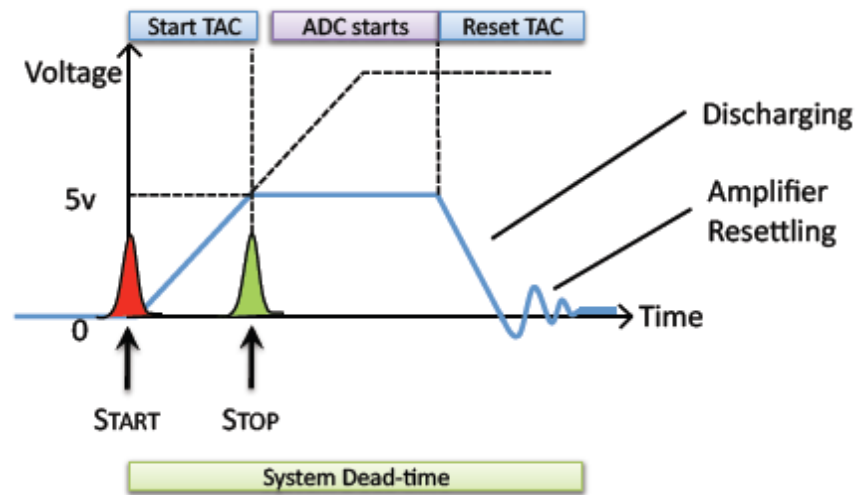 Start TAC
ADC starts
Reset TAC
Voltage
Discharging
5v
Amplifier
Resettling
0
Time
START
STOP
System Dead-time